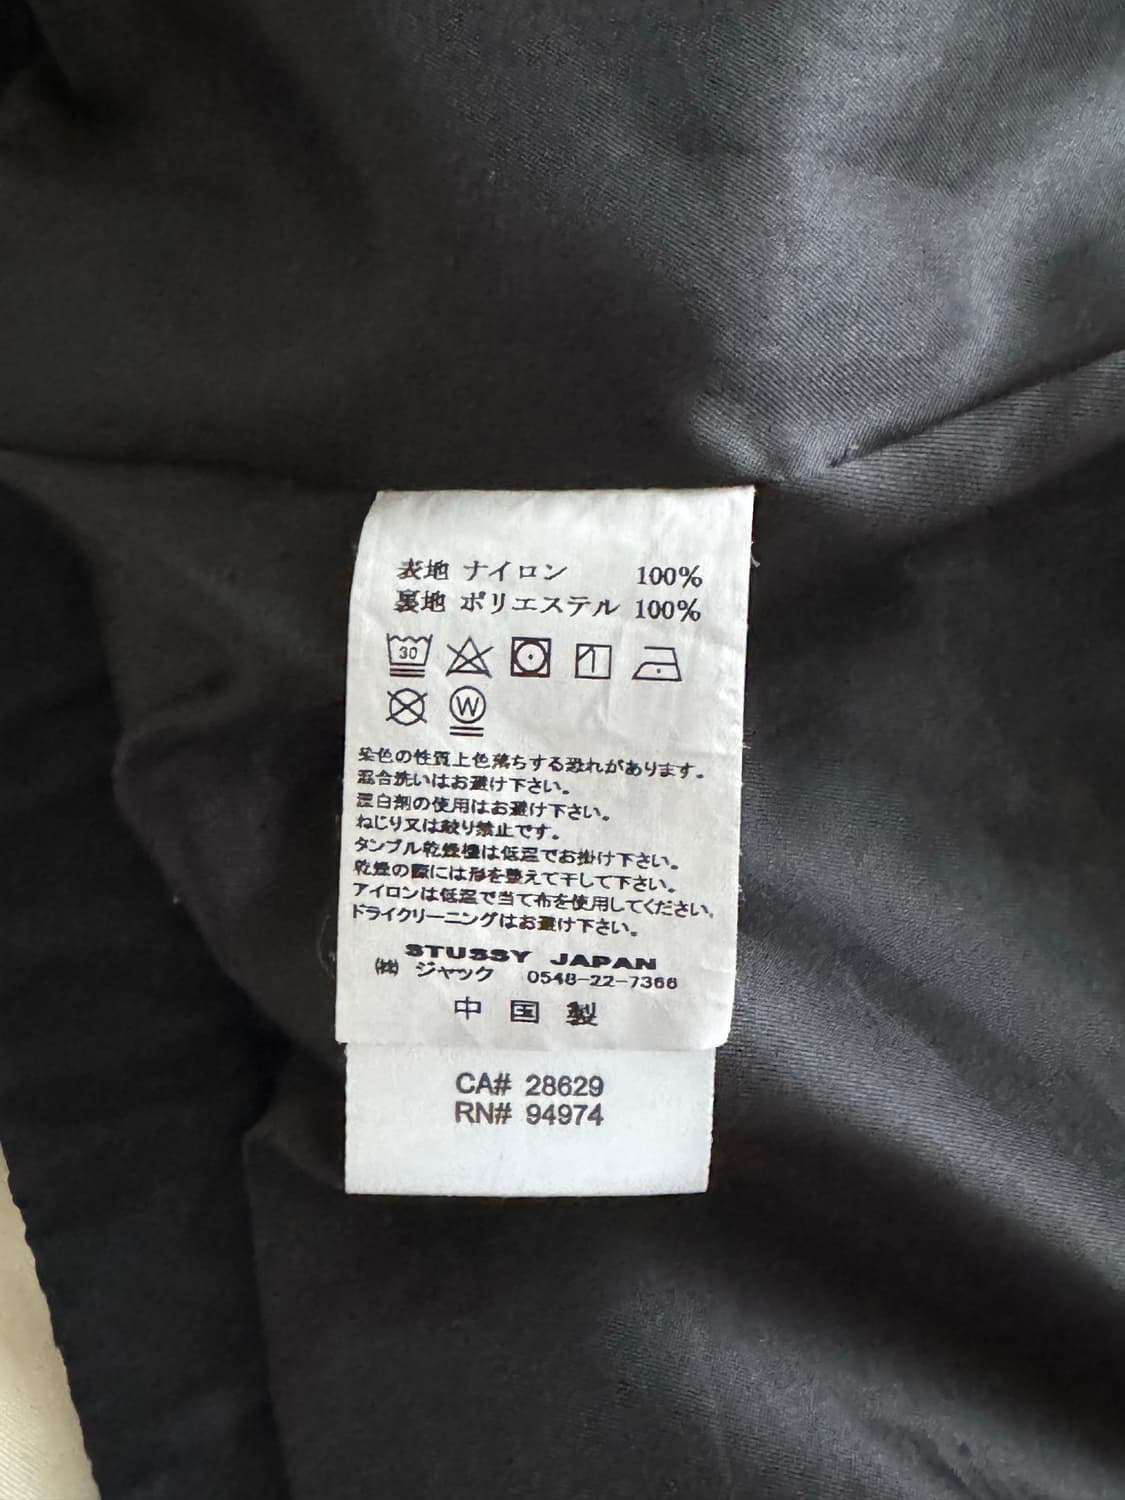 表地 ナイロン 100%
裏地 ポリエステル 100%
30
W
染色の性質上色落ちする恐れがあります。
混合洗いはお避け下さい。
漂白剤の使用はお避け下さい。
ねじり又は絞り禁止です。
タンブル乾燥機は低温でお掛け下さい。
乾燥の際には形を整えて干して下さい。
アイロンは低温で当て布を使用してください。
ドライクリーニングはお避け下さい。
STUSSY JAPAN
㈱ ジャック 0548-22-7366
中国製
CA# 28629
RN# 94974